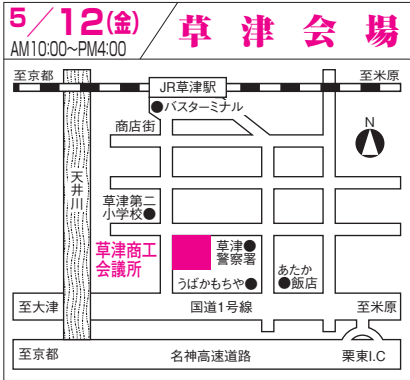 5/12(金)
AM10:00~PM4:00
草津会場
至京都
至米原
JR草津駅
●バスターミナル
商店街
N
天井川
草津第二
小学校●
草津商工
会議所
草津●
警察署
うばがもちや●
あたか
●飯店
至大津
国道1号線
至米原
至京都
名神高速道路
栗東I.C